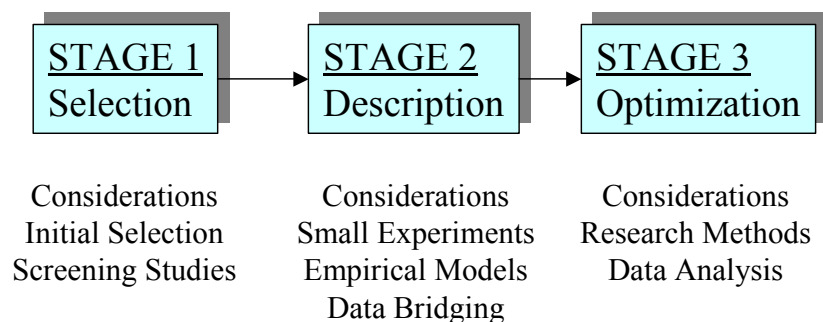 STAGE 1
Selection
STAGE 2
Description
STAGE 3
Optimization
Considerations
Initial Selection
Screening Studies
Considerations
Small Experiments
Empirical Models
Data Bridging
Considerations
Research Methods
Data Analysis